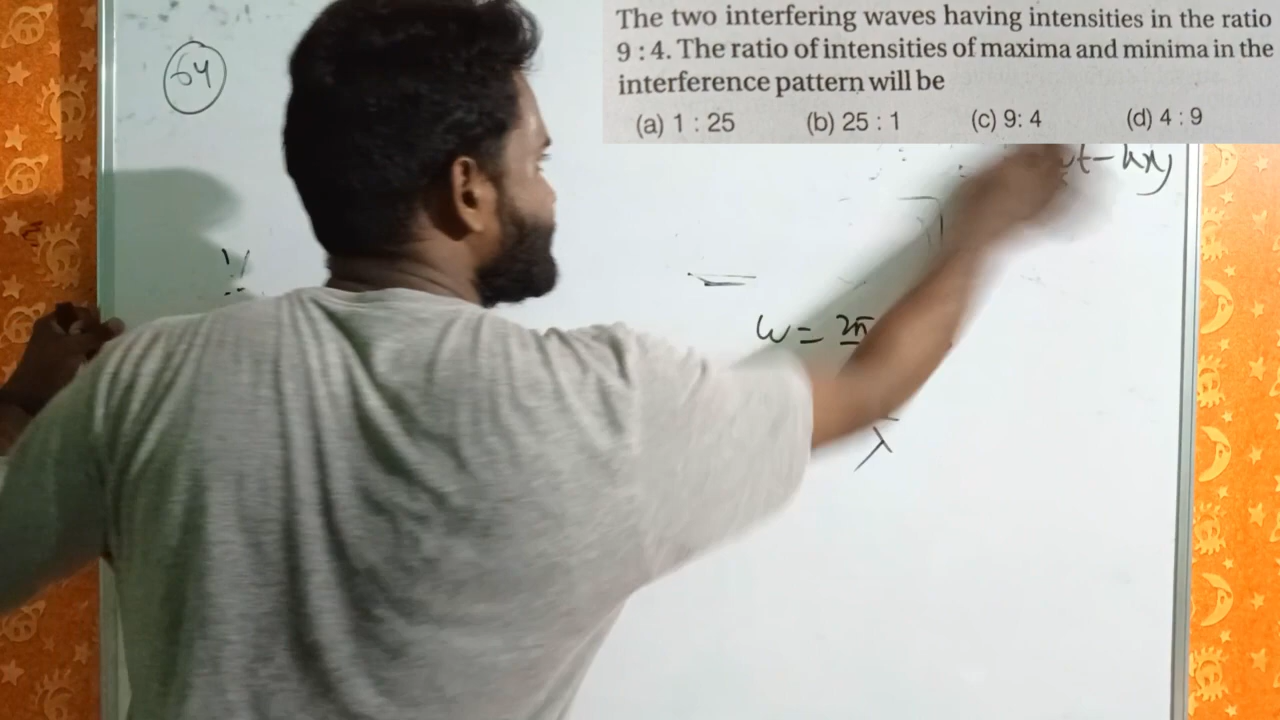 The two interfering waves having intensities in the ratio
9 : 4. The ratio of intensities of maxima and minima in the
interference pattern will be
(a) 1 : 25 (b) 25 : 1 (c) 9: 4 (d) 4 : 9
64
t - kx)
ω = 2π
λ